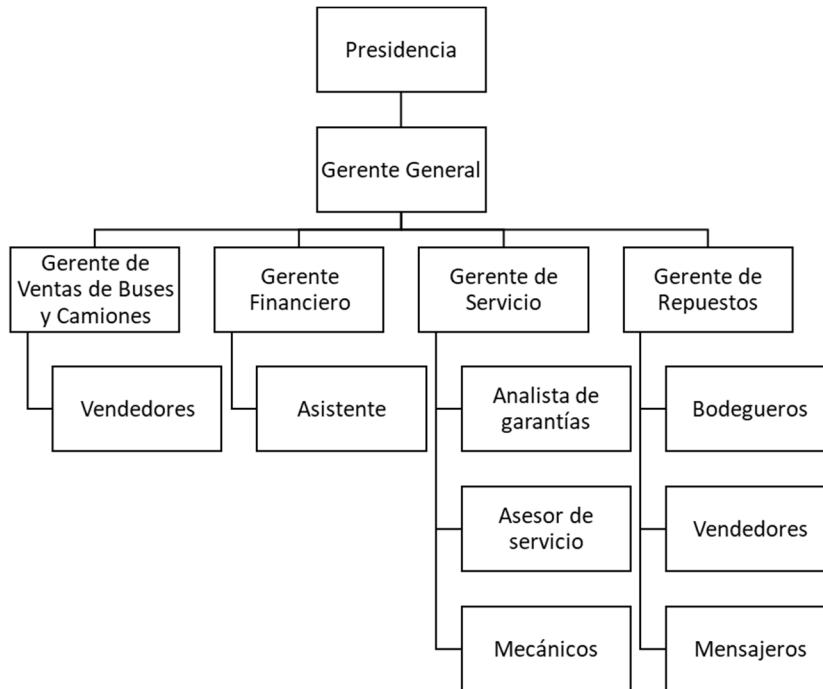 Presidencia
Gerente General
Gerente de
Ventas de Buses
y Camiones
Gerente
Financiero
Gerente de
Servicio
Gerente de
Repuestos
Vendedores
Asistente
Analista de
garantías
Bodegueros
Asesor de
servicio
Vendedores
Mecánicos
Mensajeros